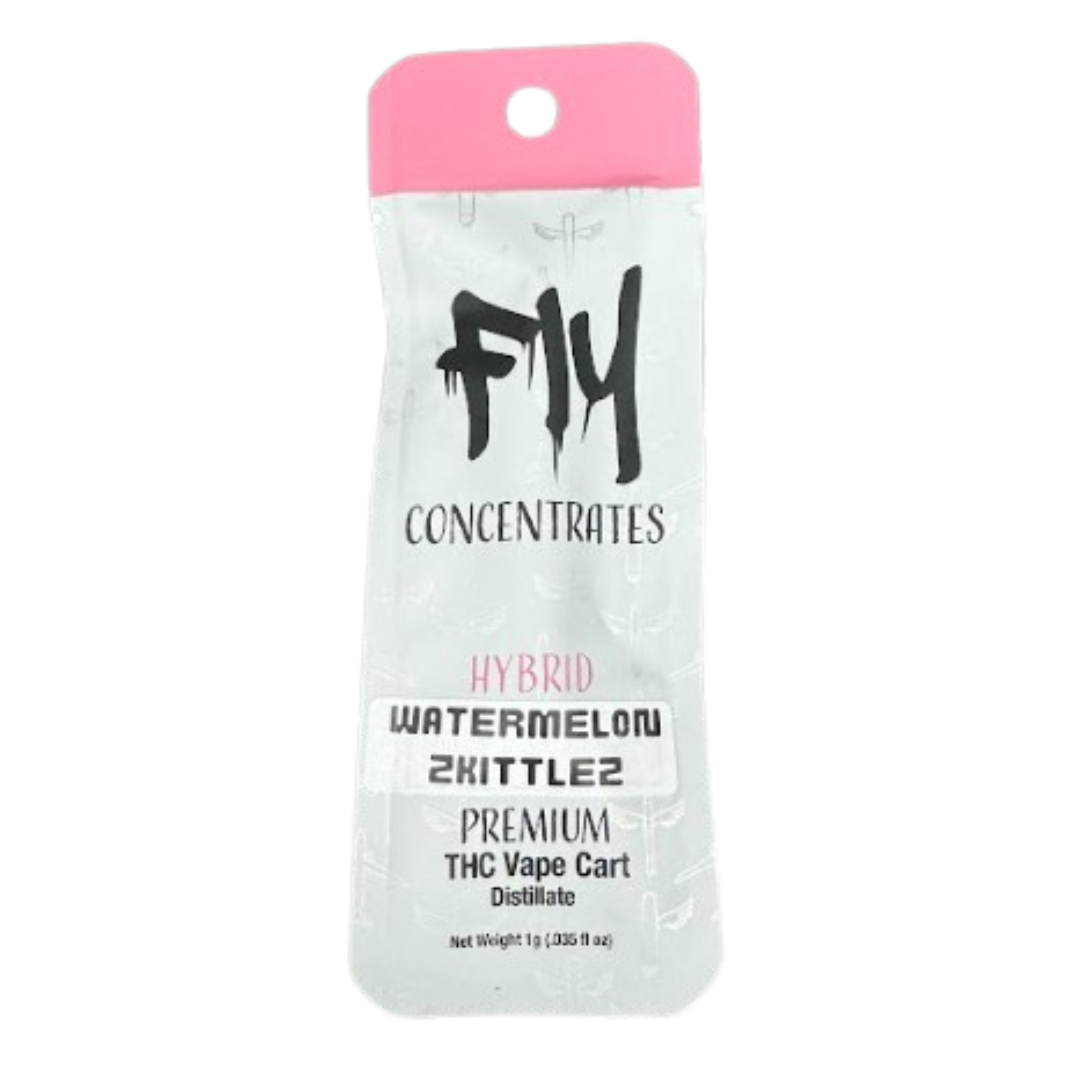 Fly
CONCENTRATES
HYBRID
WATERMELON
ZKITTLEZ
PREMIUM
THC Vape Cart
Distillate
Net Weight 1g (.035 fl oz)